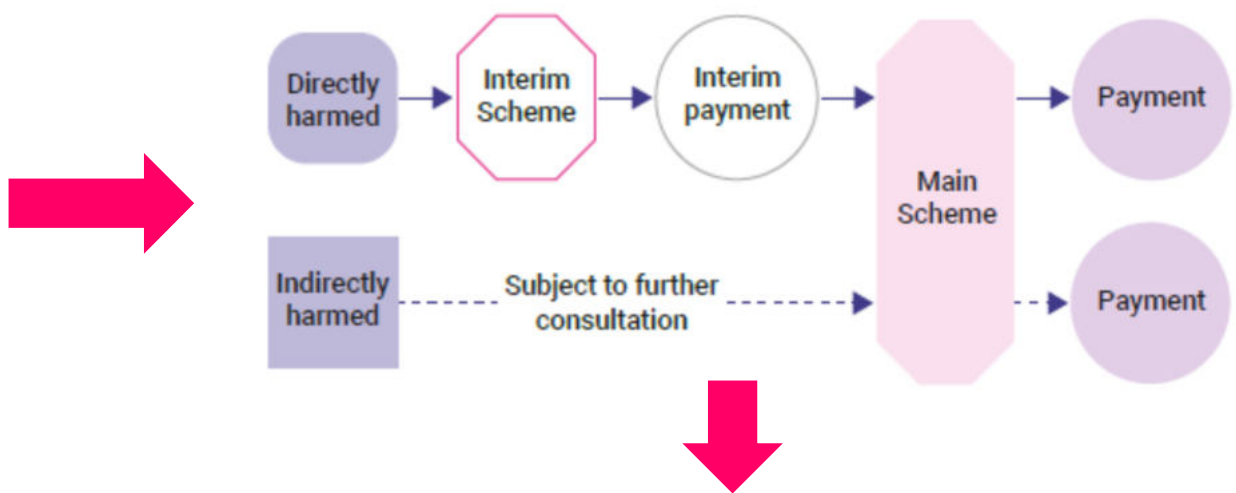 Directly
harmed
Interim
Scheme
Interim
payment
Main
Scheme
Payment
Indirectly
harmed
Subject to further
consultation
Payment